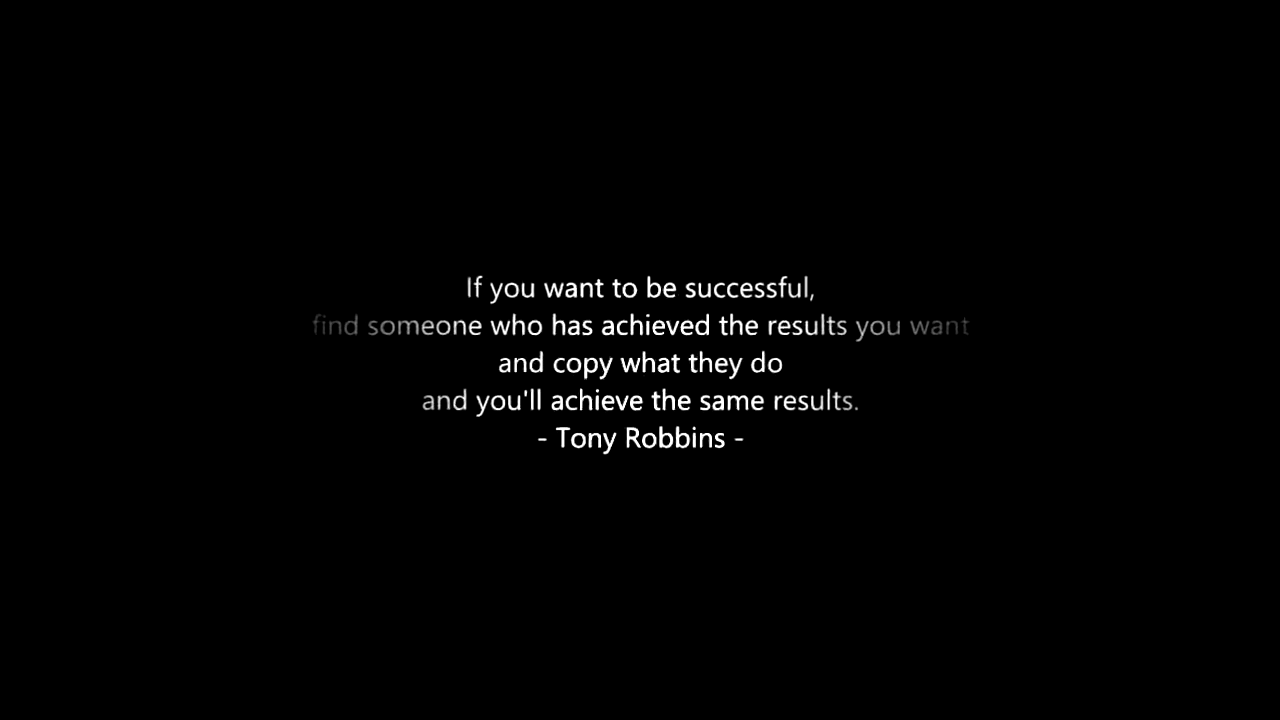 If you want to be successful,
find someone who has achieved the results you want
and copy what they do
and you'll achieve the same results.
- Tony Robbins -